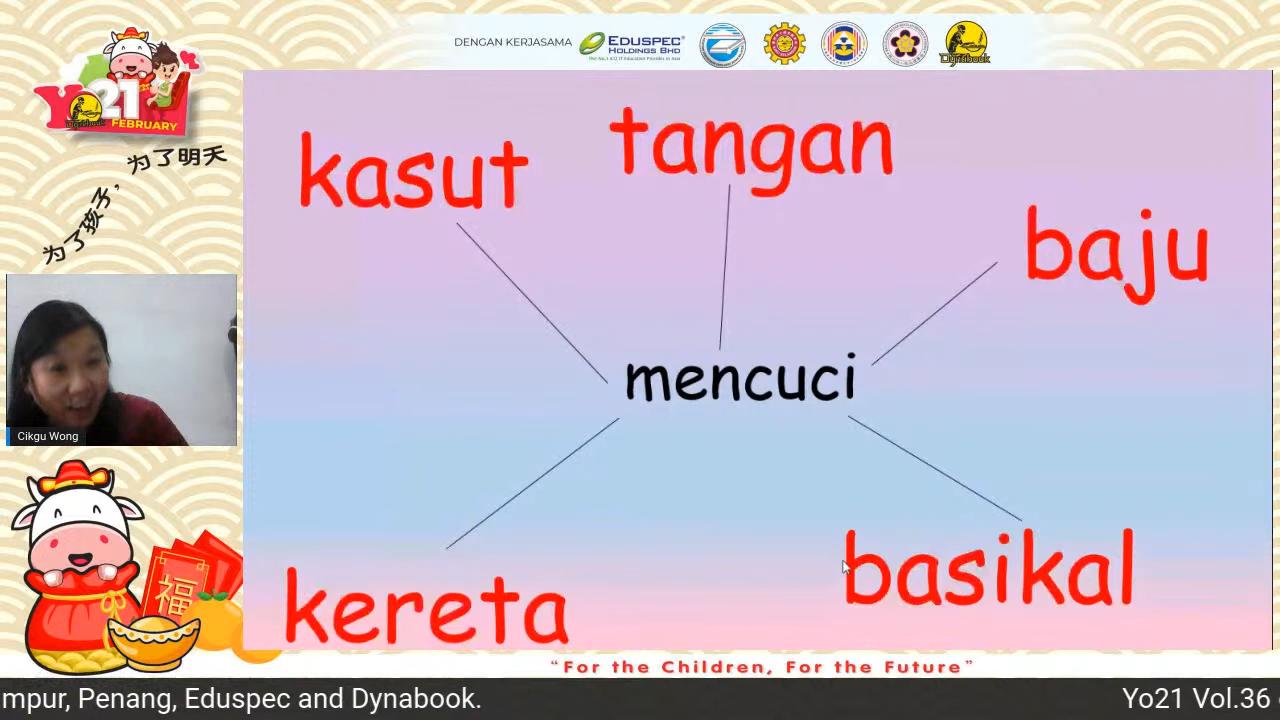 DENGAN KERJASAMA
EDUSPEC
HOLDINGS BHD
Dynabook
Yo21
Dynabook
FEBRUARY
为了孩子，为了明天
kasut
tangan
baju
mencuci
kereta
basikal
Cikgu Wong
福
“For the Children, For the Future”
mpur, Penang, Eduspec and Dynabook.
Yo21 Vol.36